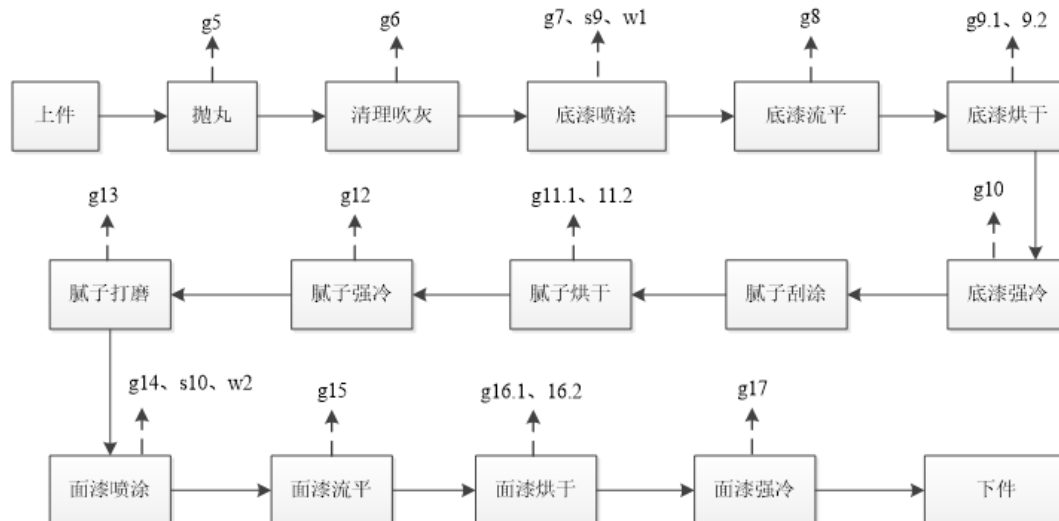 g5 g6 g7、s9、w1 g8 g9.1、9.2
上件 抛丸 清理吹灰 底漆喷涂 底漆流平 底漆烘干
g13 g12 g11.1、11.2 g10
腻子打磨 腻子强冷 腻子烘干 腻子刮涂 底漆强冷
g14、s10、w2 g15 g16.1、16.2 g17
面漆喷涂 面漆流平 面漆烘干 面漆强冷 下件